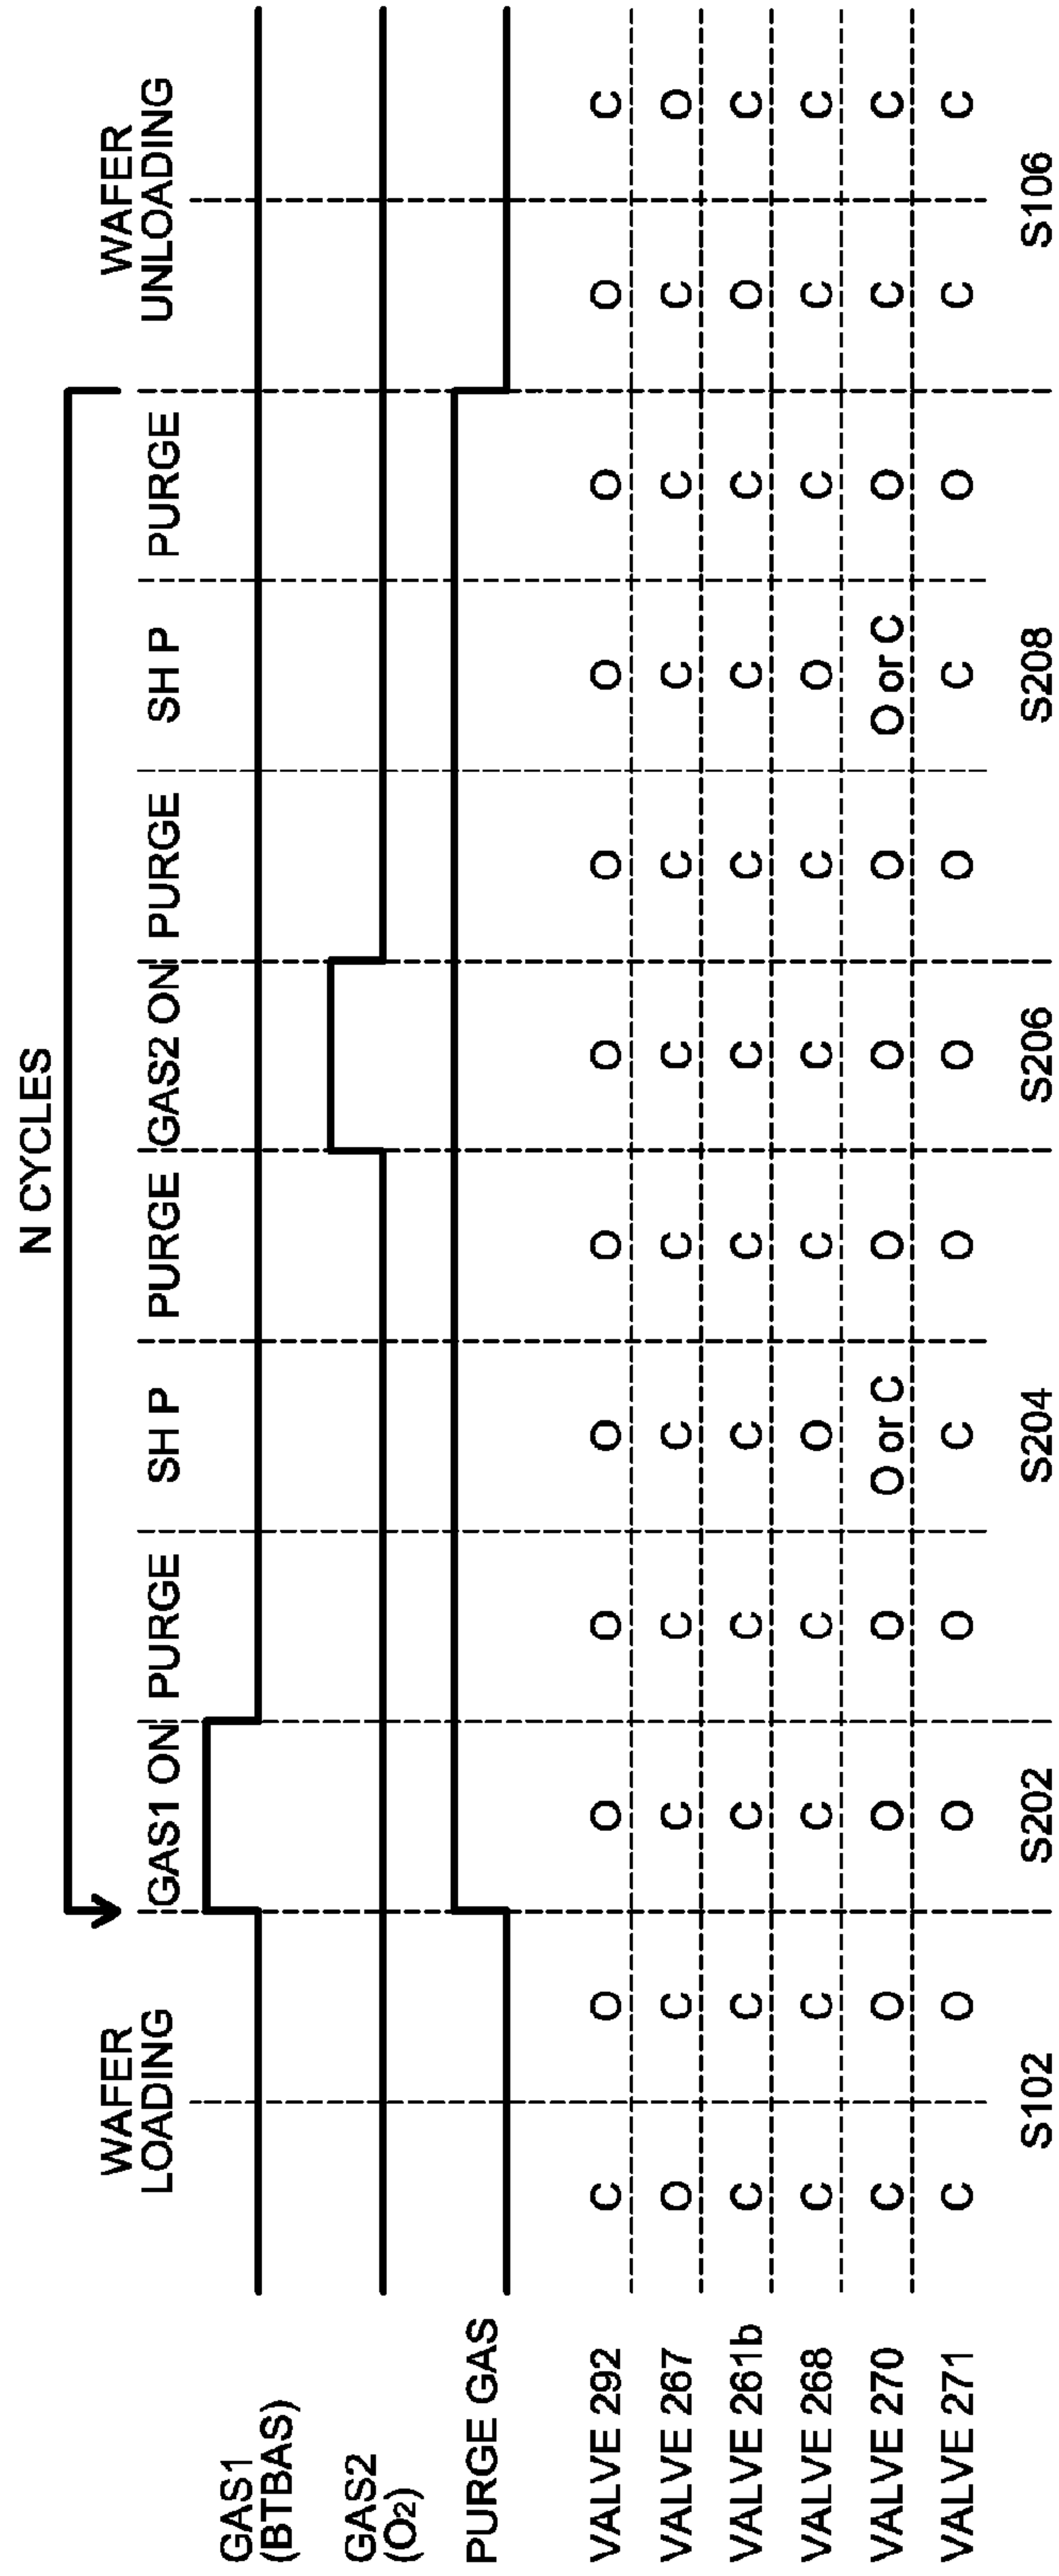 N CYCLES
WAFER
LOADING
GAS1 ON
PURGE
SH P
PURGE
GAS2 ON
PURGE
SH P
PURGE
WAFER
UNLOADING
GAS1
(BTBAS)
GAS2
(O2)
PURGE GAS
VALVE 292 C O O O O O O O O O O C
VALVE 267 O C C C C C C C C C C O
VALVE 261b C C C C C C C C C C O C
VALVE 268 C C C C O C C C O C C C
VALVE 270 C O O O O or C O O O O or C O C C
VALVE 271 C O O O C O O O C O C C
S102 S202 S204 S206 S208 S106